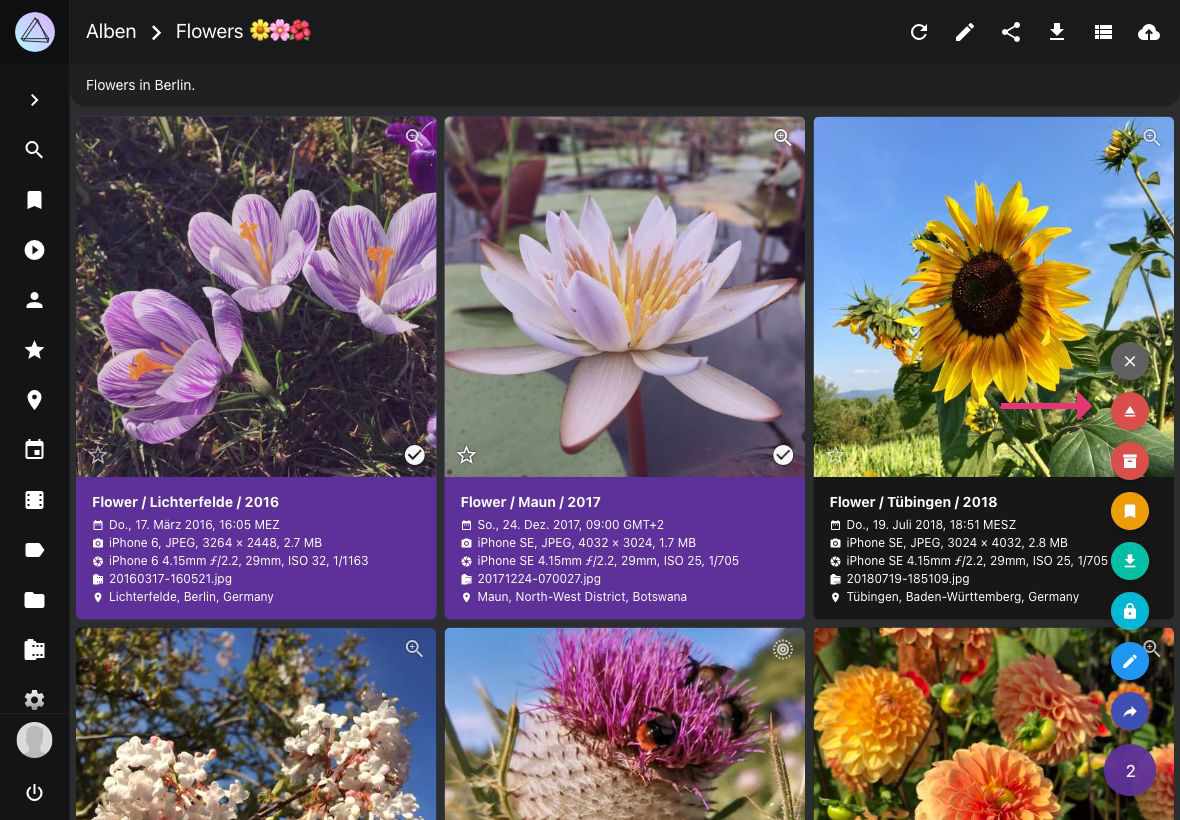 Alben > Flowers 🌼🌸🌺
Flowers in Berlin.
Flower / Lichterfelde / 2016
Do., 17. März 2016, 16:05 MEZ
iPhone 6, JPEG, 3264 × 2448, 2.7 MB
iPhone 6 4.15mm ƒ/2.2, 29mm, ISO 32, 1/1163
20160317-160521.jpg
Lichterfelde, Berlin, Germany
Flower / Maun / 2017
So., 24. Dez. 2017, 09:00 GMT+2
iPhone SE, JPEG, 4032 × 3024, 1.7 MB
iPhone SE 4.15mm ƒ/2.2, 29mm, ISO 25, 1/705
20171224-070027.jpg
Maun, North-West District, Botswana
Flower / Tübingen / 2018
Do., 19. Juli 2018, 18:51 MESZ
iPhone SE, JPEG, 3024 × 4032, 2.8 MB
iPhone SE 4.15mm ƒ/2.2, 29mm, ISO 25, 1/705
20180719-185109.jpg
Tübingen, Baden-Württemberg, Germany
2